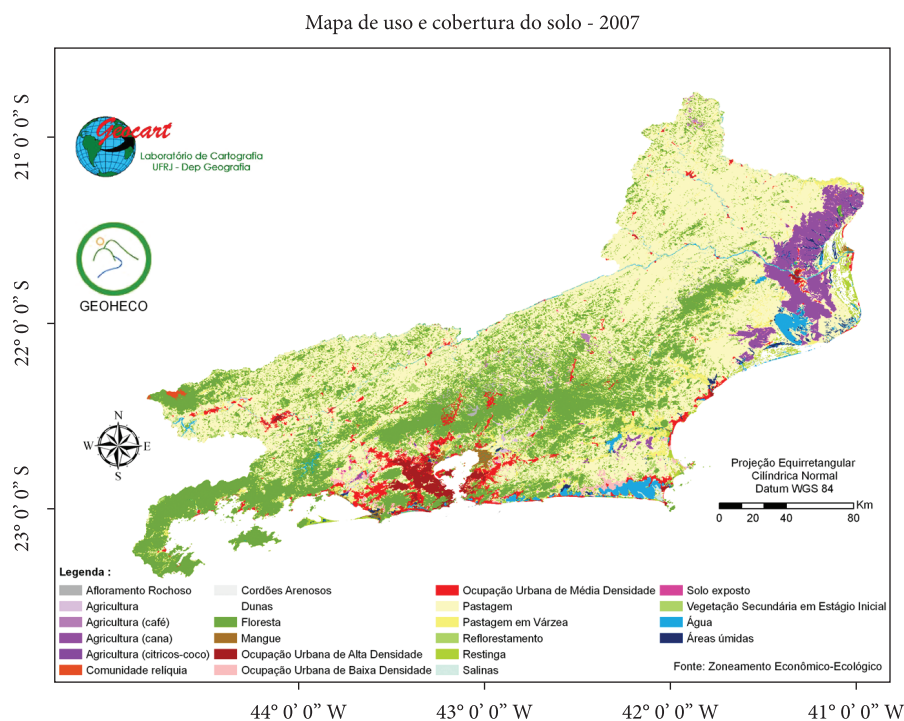 Mapa de uso e cobertura do solo - 2007
21° 0′ 0″ S
22° 0′ 0″ S
23° 0′ 0″ S
Geocart
Laboratório de Cartografia
UFRJ - Dep Geografia
GEOHECO
N
W
E
S
Projeção Equirretangular
Cilíndrica Normal
Datum WGS 84
Km
0 20 40 80
Legenda :
Afloramento Rochoso
Agricultura
Agricultura (café)
Agricultura (cana)
Agricultura (citricos-coco)
Comunidade reliquia
Cordões Arenosos
Dunas
Floresta
Mangue
Ocupação Urbana de Alta Densidade
Ocupação Urbana de Baixa Densidade
Ocupação Urbana de Média Densidade
Pastagem
Pastagem em Várzea
Reflorestamento
Restinga
Salinas
Solo exposto
Vegetação Secundária em Estágio Inicial
Água
Áreas úmidas
Fonte: Zoneamento Econômico-Ecológico
44° 0′ 0″ W
43° 0′ 0″ W
42° 0′ 0″ W
41° 0′ 0″ W